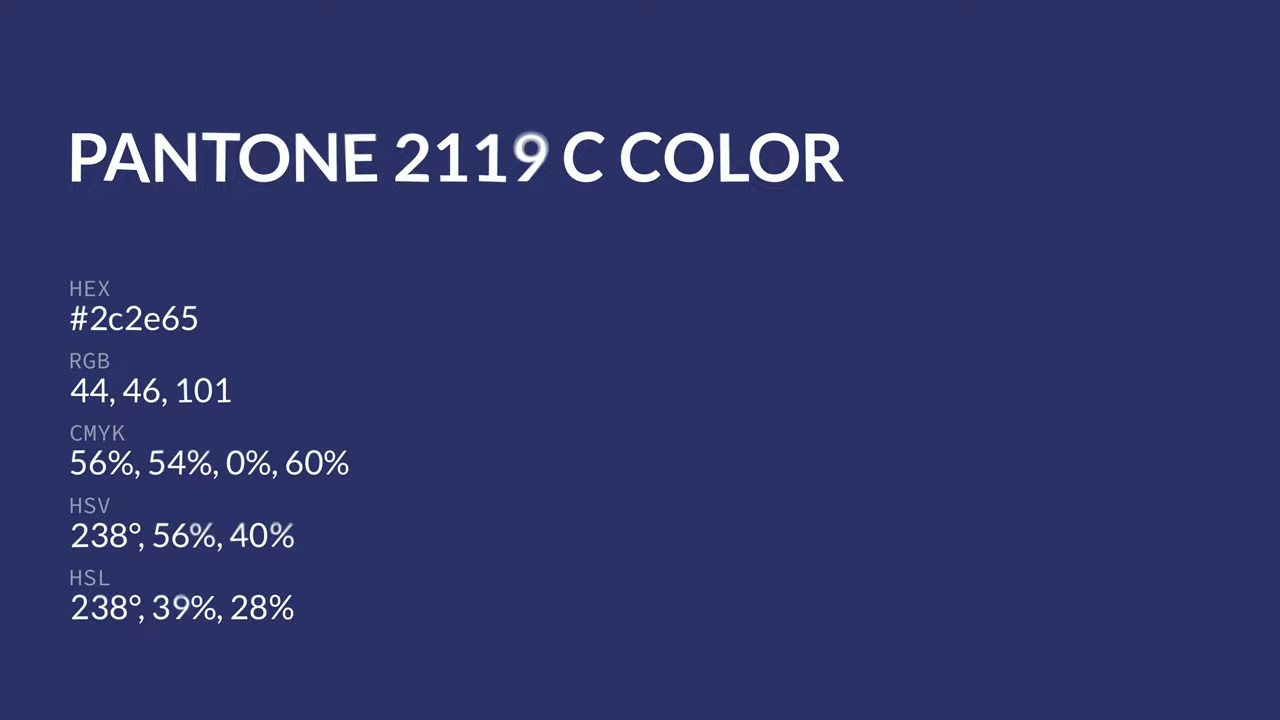 PANTONE 2119 C COLOR
HEX
#2c2e65
RGB
44, 46, 101
CMYK
56%, 54%, 0%, 60%
HSV
238°, 56%, 40%
HSL
238°, 39%, 28%